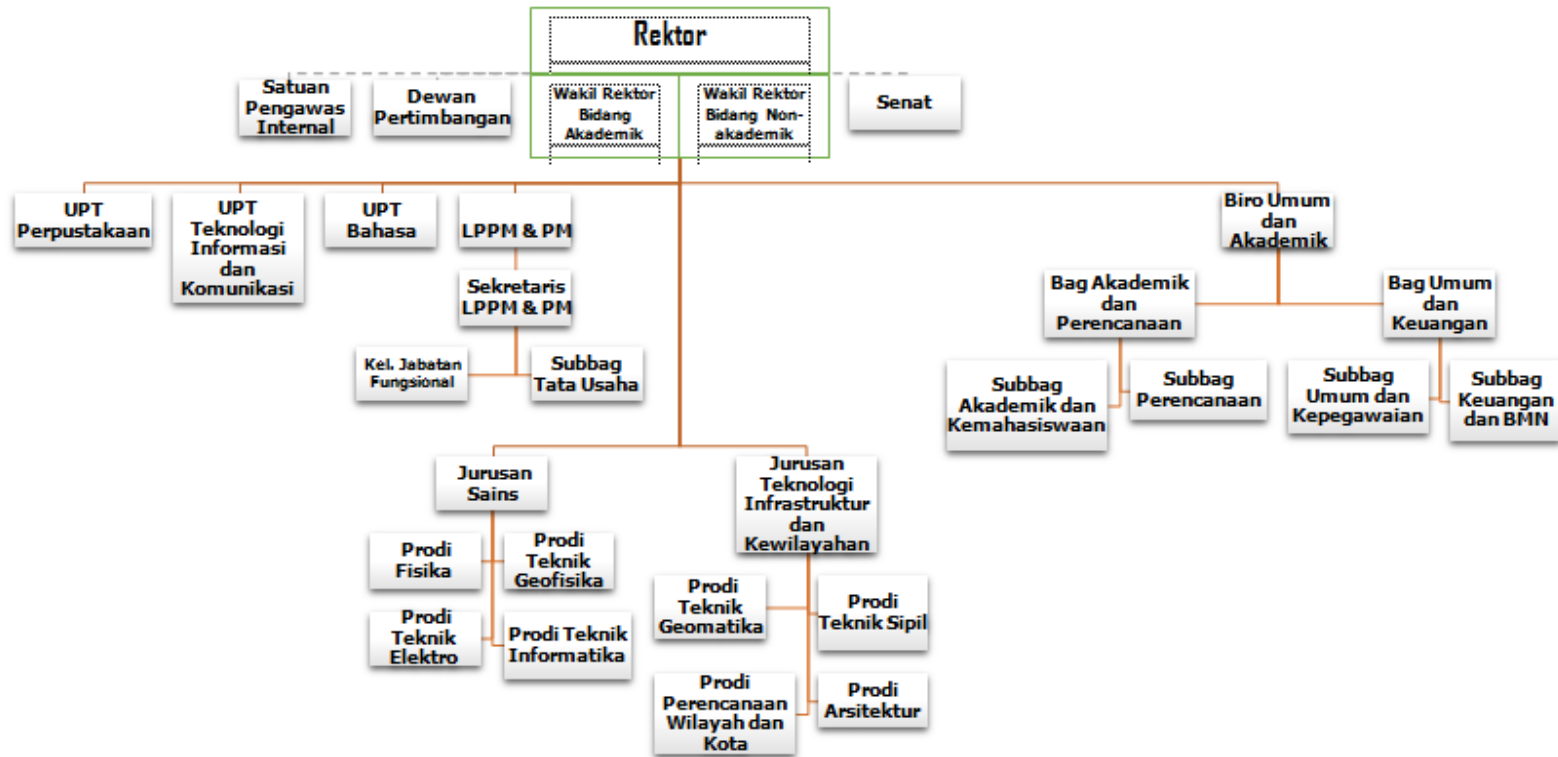 Rektor
Satuan
Pengawas
Internal
Dewan
Pertimbangan
Wakil Rektor
Bidang
Akademik
Wakil Rektor
Bidang Non-
akademik
Senat
UPT
Perpustakaan
UPT
Teknologi
Informasi
dan
Komunikasi
UPT
Bahasa
LPPM & PM
Biro Umum
dan
Akademik
Sekretaris
LPPM & PM
Bag Akademik
dan
Perencanaan
Bag Umum
dan
Keuangan
Kel. Jabatan
Fungsional
Subbag
Tata Usaha
Subbag
Akademik dan
Kemahasiswaan
Subbag
Perencanaan
Subbag
Umum dan
Kepegawaian
Subbag
Keuangan
dan BMN
Jurusan
Sains
Jurusan
Teknologi
Infrastruktur
dan
Kewilayahan
Prodi
Fisika
Prodi
Teknik
Geofisika
Prodi
Teknik
Elektro
Prodi Teknik
Informatika
Prodi
Teknik
Geomatika
Prodi
Teknik Sipil
Prodi
Perencanaan
Wilayah dan
Kota
Prodi
Arsitektur